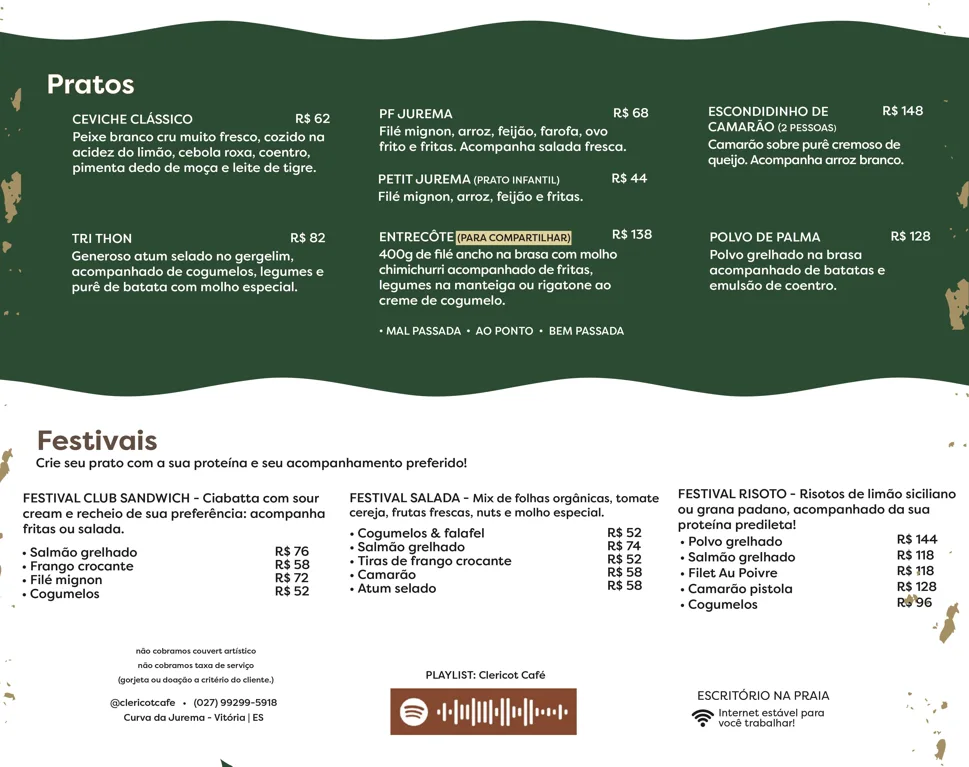 Pratos
CEVICHE CLÁSSICO R$ 62
Peixe branco cru muito fresco, cozido na
acidez do limão, cebola roxa, coentro,
pimenta dedo de moça e leite de tigre.
TRI THON R$ 82
Generoso atum selado no gergelim,
acompanhado de cogumelos, legumes e
purê de batata com molho especial.
PF JUREMA R$ 68
Filé mignon, arroz, feijão, farofa, ovo
frito e fritas. Acompanha salada fresca.
PETIT JUREMA (PRATO INFANTIL) R$ 44
Filé mignon, arroz, feijão e fritas.
ENTRECÔTE (PARA COMPARTILHAR) R$ 138
400g de filé ancho na brasa com molho
chimichurri acompanhado de fritas,
legumes na manteiga ou rigatone ao
creme de cogumelo.
• MAL PASSADA • AO PONTO • BEM PASSADA
ESCONDIDINHO DE R$ 148
CAMARÃO (2 PESSOAS)
Camarão sobre purê cremoso de
queijo. Acompanha arroz branco.
POLVO DE PALMA R$ 128
Polvo grelhado na brasa
acompanhado de batatas e
emulsão de coentro.
Festivais
Crie seu prato com a sua proteína e seu acompanhamento preferido!
FESTIVAL CLUB SANDWICH - Ciabatta com sour
cream e recheio de sua preferência: acompanha
fritas ou salada.
• Salmão grelhado R$ 76
• Frango crocante R$ 58
• Filé mignon R$ 72
• Cogumelos R$ 52
FESTIVAL SALADA - Mix de folhas orgânicas, tomate
cereja, frutas frescas, nuts e molho especial.
• Cogumelos & falafel R$ 52
• Salmão grelhado R$ 74
• Tiras de frango crocante R$ 52
• Camarão R$ 58
• Atum selado R$ 58
FESTIVAL RISOTO - Risotos de limão siciliano
ou grana padano, acompanhado da sua
proteína predileta!
• Polvo grelhado R$ 144
• Salmão grelhado R$ 118
• Filet Au Poivre R$ 118
• Camarão pistola R$ 128
• Cogumelos R$ 96
não cobramos couvert artístico
não cobramos taxa de serviço
(gorjeta ou doação a critério do cliente.)
@clericotcafe • (027) 99299-5918
Curva da Jurema - Vitória | ES
PLAYLIST: Clericot Café
ESCRITÓRIO NA PRAIA
Internet estável para
você trabalhar!